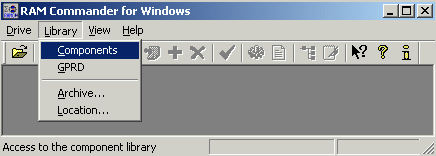 RAM Commander for Windows
Drive Library View Help
Components
GPRD
Archive...
Location...
Access to the component library